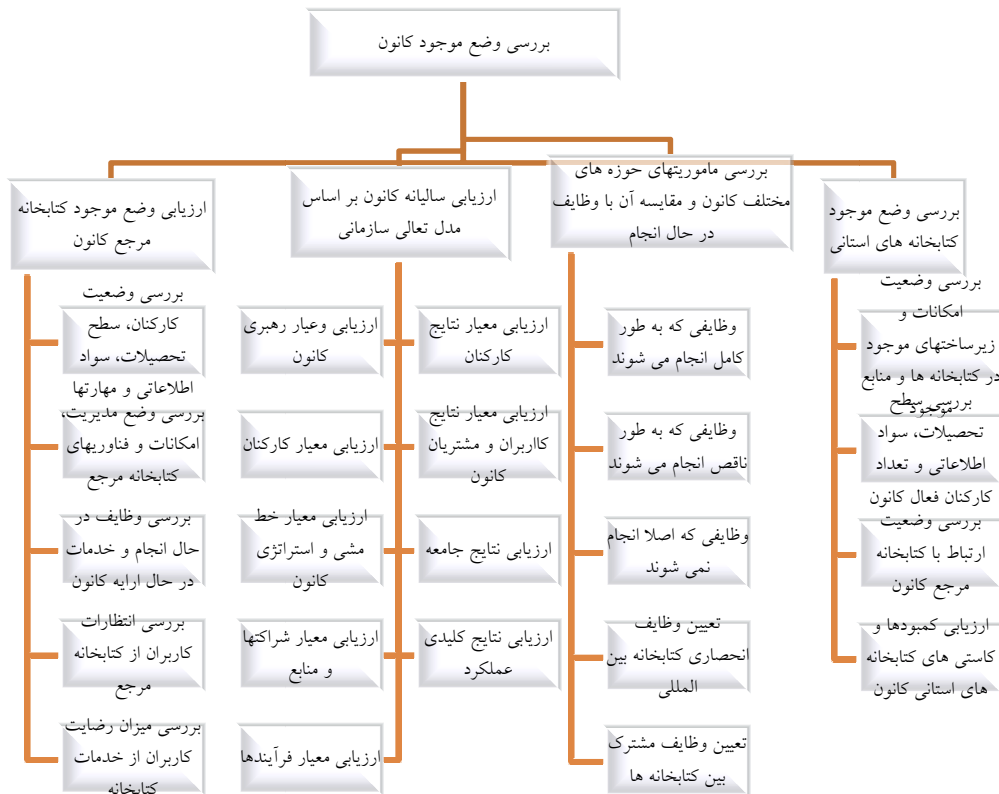 بررسی وضع موجود کانون
بررسی وضع موجود
کتابخانه های استانی
بررسی وضعیت
امکانات و
زیرساختهای موجود
در کتابخانه ها و منابع
موجود
بررسی سطح
تحصیلات، سواد
اطلاعاتی و تعداد
کارکنان فعال کانون
بررسی وضعیت
ارتباط با کتابخانه
مرجع کانون
ارزیابی کمبودها و
کاستی های کتابخانه
های استانی کانون
بررسی ماموریتهای حوزه های
مختلف کانون و مقایسه آن با وظایف
در حال انجام
وظایفی که به طور
کامل انجام می شوند
وظایفی که به طور
ناقص انجام می شوند
وظایفی که اصلا انجام
نمی شوند
تعیین وظایف
انحصاری کتابخانه بین
المللی
تعیین وظایف مشترک
بین کتابخانه ها
ارزیابی سالیانه کانون بر اساس
مدل تعالی سازمانی
ارزیابی معیار نتایج
کارکنان
ارزیابی معیار نتایج
کااربران و مشتریان
کانون
ارزیابی نتایج جامعه
ارزیابی نتایج کلیدی
عملکرد
ارزیابی وعیار رهبری
کانون
ارزیابی معیار کارکنان
ارزیابی معیار خط
مشی و استراتژی
کانون
ارزیابی معیار شراکتها
و منابع
ارزیابی معیار فرآیندها
ارزیابی وضع موجود کتابخانه
مرجع کانون
بررسی وضعیت
کارکنان، سطح
تحصیلات، سواد
اطلاعاتی و مهارتها
بررسی وضع مدیریت،
امکانات و فناوریهای
کتابخانه مرجع
بررسی وظایف در
حال انجام و خدمات
در حال ارایه کانون
بررسی انتظارات
کاربران از کتابخانه
مرجع
بررسی میزان رضایت
کاربران از خدمات
کتابخانه